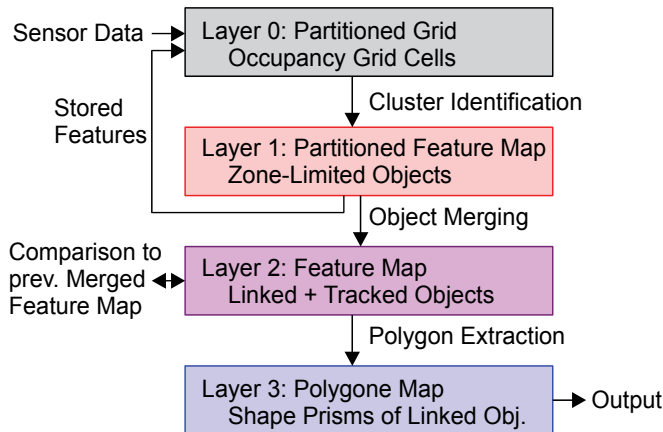 Sensor Data
Layer 0: Partitioned Grid
Occupancy Grid Cells
Stored
Features
Cluster Identification
Layer 1: Partitioned Feature Map
Zone-Limited Objects
Object Merging
Comparison to
prev. Merged
Feature Map
Layer 2: Feature Map
Linked + Tracked Objects
Polygon Extraction
Layer 3: Polygone Map
Shape Prisms of Linked Obj.
Output